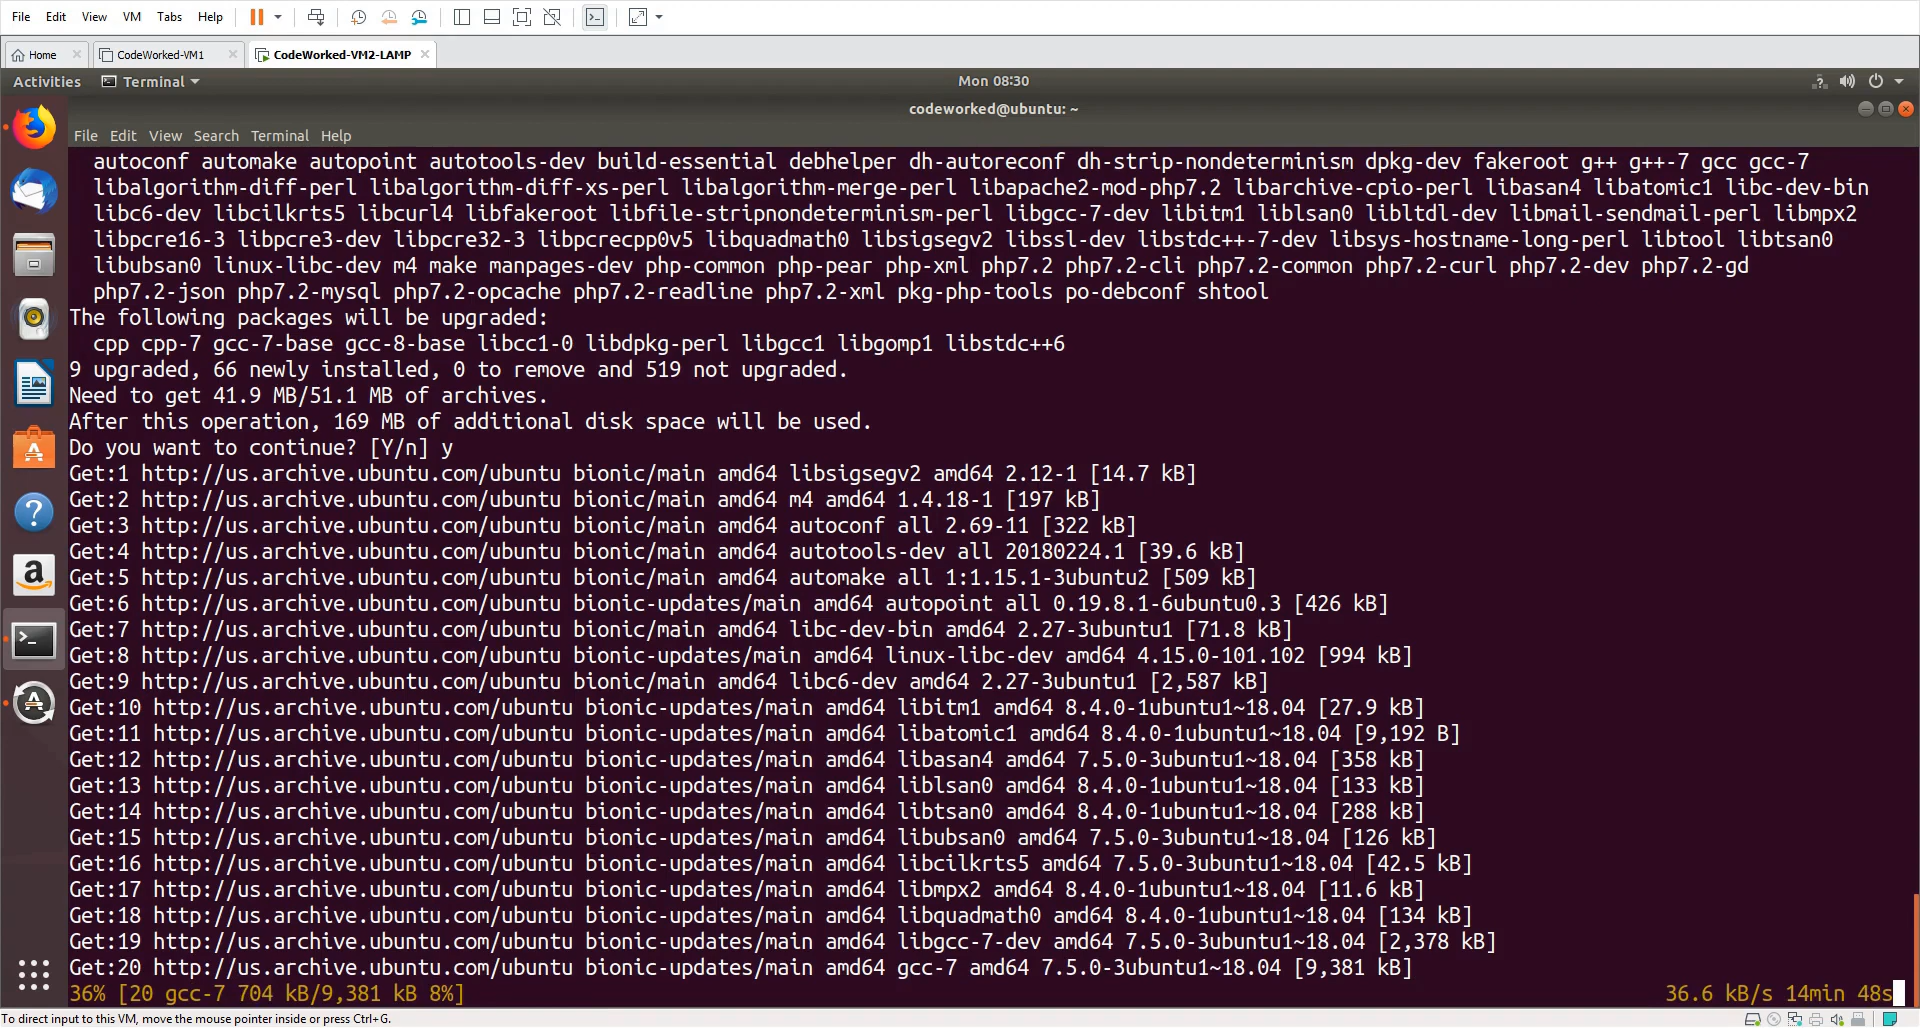 File Edit View VM Tabs Help
Home CodeWorked-VM1 CodeWorked-VM2-LAMP
Activities Terminal Mon 08:30
codeworked@ubuntu: ~
File Edit View Search Terminal Help
autoconf automake autopoint autotools-dev build-essential debhelper dh-autoreconf dh-strip-nondeterminism dpkg-dev fakeroot g++ g++-7 gcc gcc-7
libalgorithm-diff-perl libalgorithm-diff-xs-perl libalgorithm-merge-perl libapache2-mod-php7.2 libarchive-cpio-perl libasan4 libatomic1 libc-dev-bin
libc6-dev libcilkrts5 libcurl4 libfakeroot libfile-stripnondeterminism-perl libgcc-7-dev libitm1 liblsan0 libltdl-dev libmail-sendmail-perl libmpx2
libpcre16-3 libpcre3-dev libpcre32-3 libpcrecpp0v5 libquadmath0 libsigsegv2 libssl-dev libstdc++-7-dev libsys-hostname-long-perl libtool libtsan0
libubsan0 linux-libc-dev m4 make manpages-dev php-common php-pear php-xml php7.2 php7.2-cli php7.2-common php7.2-curl php7.2-dev php7.2-gd
php7.2-json php7.2-mysql php7.2-opcache php7.2-readline php7.2-xml pkg-php-tools po-debconf shtool
The following packages will be upgraded:
cpp cpp-7 gcc-7-base gcc-8-base libcc1-0 libdpkg-perl libgcc1 libgomp1 libstdc++6
9 upgraded, 66 newly installed, 0 to remove and 519 not upgraded.
Need to get 41.9 MB/51.1 MB of archives.
After this operation, 169 MB of additional disk space will be used.
Do you want to continue? [Y/n] y
Get:1 http://us.archive.ubuntu.com/ubuntu bionic/main amd64 libsigsegv2 amd64 2.12-1 [14.7 kB]
Get:2 http://us.archive.ubuntu.com/ubuntu bionic/main amd64 m4 amd64 1.4.18-1 [197 kB]
Get:3 http://us.archive.ubuntu.com/ubuntu bionic/main amd64 autoconf all 2.69-11 [322 kB]
Get:4 http://us.archive.ubuntu.com/ubuntu bionic/main amd64 autotools-dev all 20180224.1 [39.6 kB]
Get:5 http://us.archive.ubuntu.com/ubuntu bionic/main amd64 automake all 1:1.15.1-3ubuntu2 [509 kB]
Get:6 http://us.archive.ubuntu.com/ubuntu bionic-updates/main amd64 autopoint all 0.19.8.1-6ubuntu0.3 [426 kB]
Get:7 http://us.archive.ubuntu.com/ubuntu bionic/main amd64 libc-dev-bin amd64 2.27-3ubuntu1 [71.8 kB]
Get:8 http://us.archive.ubuntu.com/ubuntu bionic-updates/main amd64 linux-libc-dev amd64 4.15.0-101.102 [994 kB]
Get:9 http://us.archive.ubuntu.com/ubuntu bionic/main amd64 libc6-dev amd64 2.27-3ubuntu1 [2,587 kB]
Get:10 http://us.archive.ubuntu.com/ubuntu bionic-updates/main amd64 libitm1 amd64 8.4.0-1ubuntu1~18.04 [27.9 kB]
Get:11 http://us.archive.ubuntu.com/ubuntu bionic-updates/main amd64 libatomic1 amd64 8.4.0-1ubuntu1~18.04 [9,192 B]
Get:12 http://us.archive.ubuntu.com/ubuntu bionic-updates/main amd64 libasan4 amd64 7.5.0-3ubuntu1~18.04 [358 kB]
Get:13 http://us.archive.ubuntu.com/ubuntu bionic-updates/main amd64 liblsan0 amd64 8.4.0-1ubuntu1~18.04 [133 kB]
Get:14 http://us.archive.ubuntu.com/ubuntu bionic-updates/main amd64 libtsan0 amd64 8.4.0-1ubuntu1~18.04 [288 kB]
Get:15 http://us.archive.ubuntu.com/ubuntu bionic-updates/main amd64 libubsan0 amd64 7.5.0-3ubuntu1~18.04 [126 kB]
Get:16 http://us.archive.ubuntu.com/ubuntu bionic-updates/main amd64 libcilkrts5 amd64 7.5.0-3ubuntu1~18.04 [42.5 kB]
Get:17 http://us.archive.ubuntu.com/ubuntu bionic-updates/main amd64 libmpx2 amd64 8.4.0-1ubuntu1~18.04 [11.6 kB]
Get:18 http://us.archive.ubuntu.com/ubuntu bionic-updates/main amd64 libquadmath0 amd64 8.4.0-1ubuntu1~18.04 [134 kB]
Get:19 http://us.archive.ubuntu.com/ubuntu bionic-updates/main amd64 libgcc-7-dev amd64 7.5.0-3ubuntu1~18.04 [2,378 kB]
Get:20 http://us.archive.ubuntu.com/ubuntu bionic-updates/main amd64 gcc-7 amd64 7.5.0-3ubuntu1~18.04 [9,381 kB]
36% [20 gcc-7 704 kB/9,381 kB 8%] 36.6 kB/s 14min 48s
To direct input to this VM, move the mouse pointer inside or press Ctrl+G.